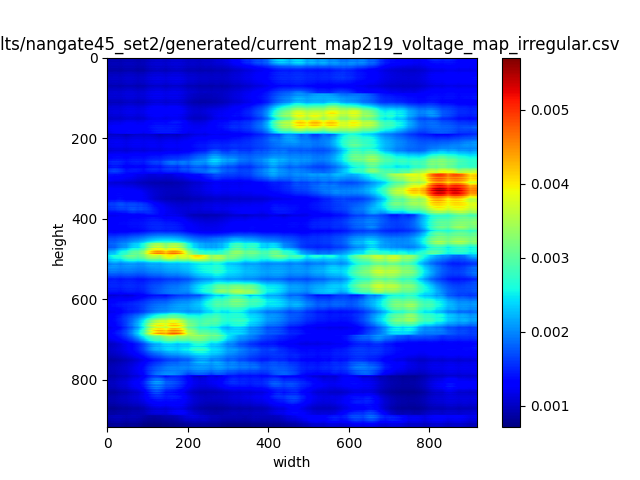 lts/nangate45_set2/generated/current_map219_voltage_map_irregular.csv
0
200
400
600
800
height
0 200 400 600 800
width
0.005
0.004
0.003
0.002
0.001